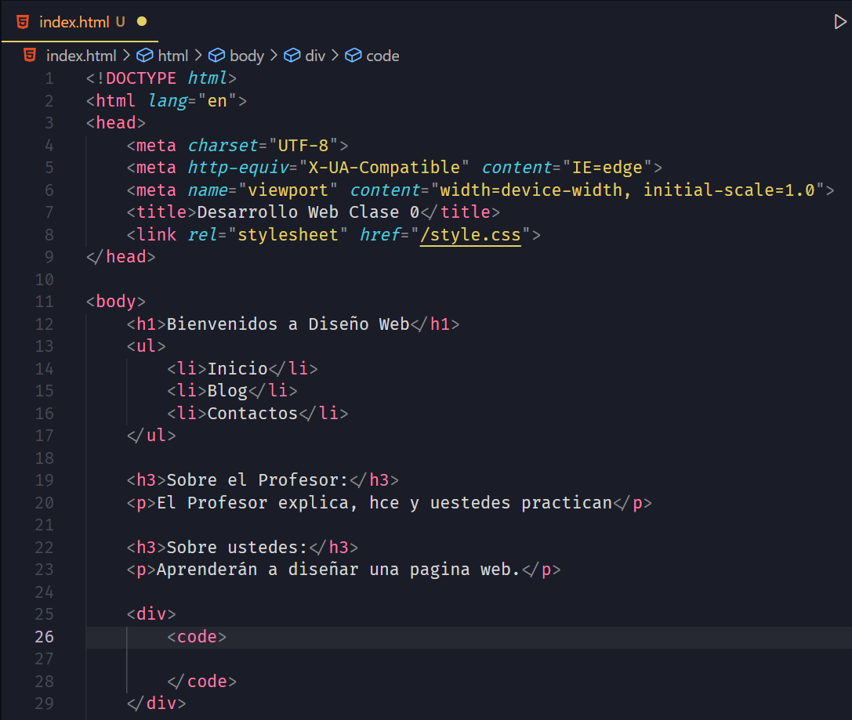 index.html U
index.html > html > body > div > code
1 <!DOCTYPE html>
2 <html lang="en">
3 <head>
4     <meta charset="UTF-8">
5     <meta http-equiv="X-UA-Compatible" content="IE=edge">
6     <meta name="viewport" content="width=device-width, initial-scale=1.0">
7     <title>Desarrollo Web Clase 0</title>
8     <link rel="stylesheet" href="/style.css">
9 </head>
10
11 <body>
12     <h1>Bienvenidos a Diseño Web</h1>
13     <ul>
14         <li>Inicio</li>
15         <li>Blog</li>
16         <li>Contactos</li>
17     </ul>
18
19     <h3>Sobre el Profesor:</h3>
20     <p>El Profesor explica, hce y uestedes practican</p>
21
22     <h3>Sobre ustedes:</h3>
23     <p>Aprenderán a diseñar una pagina web.</p>
24
25     <div>
26         <code>
27
28         </code>
29     </div>